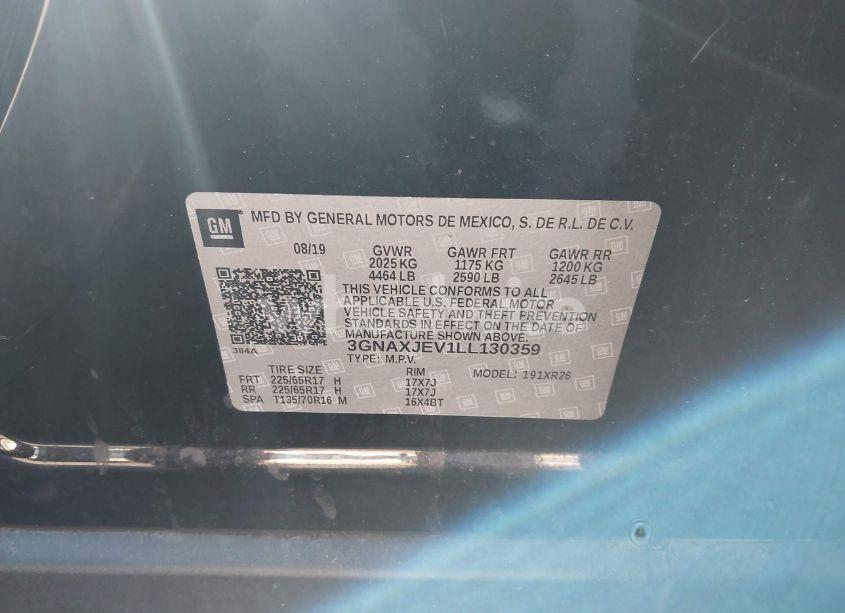 GM
MFD BY GENERAL MOTORS DE MEXICO, S. DE R.L. DE C.V.
08/19 GVWR GAWR FRT GAWR RR
2025 KG 1175 KG 1200 KG
4464 LB 2590 LB 2645 LB
THIS VEHICLE CONFORMS TO ALL
APPLICABLE U.S. FEDERAL MOTOR
VEHICLE SAFETY AND THEFT PREVENTION
STANDARDS IN EFFECT ON THE DATE OF
MANUFACTURE SHOWN ABOVE.
384A 3GNAXJEV1LL130359
TYPE: M.P.V.
TIRE SIZE RIM MODEL: 191XR26
FRT 225/65R17 H 17X7J
RR 225/65R17 H 17X7J
SPA T135/70R16 M 16X4BT